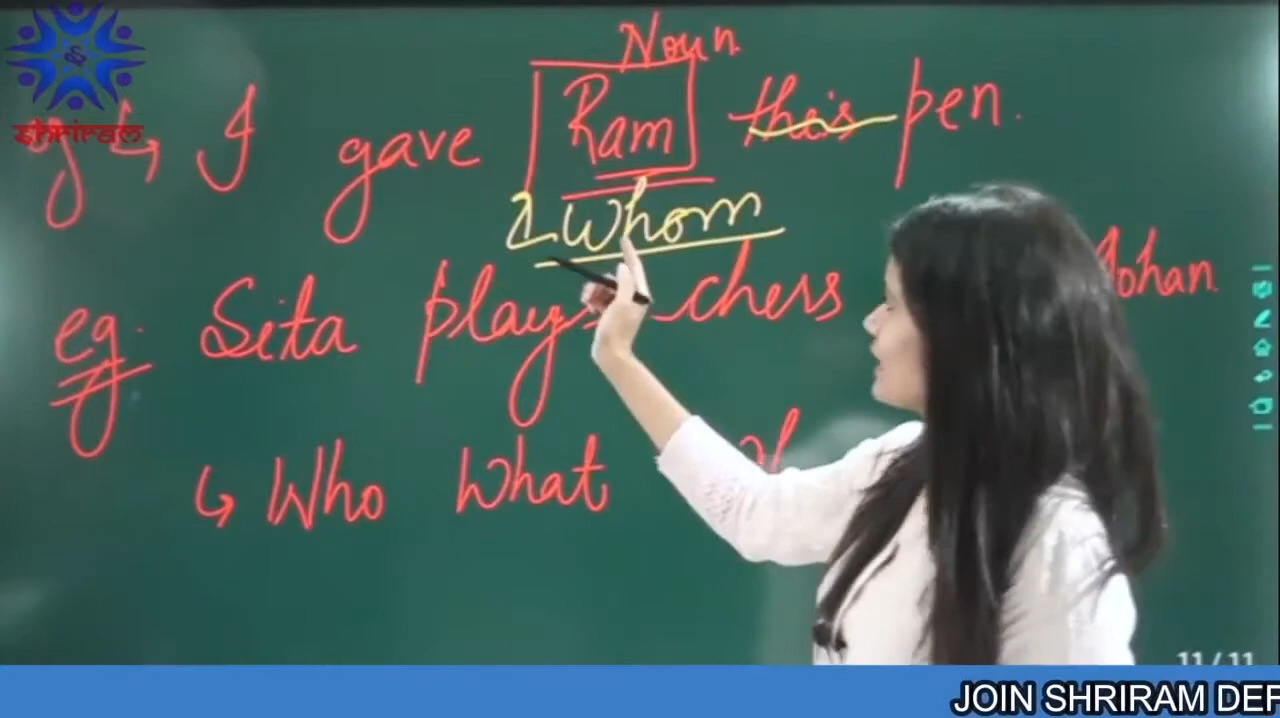 Shriram
Noun
eg ↳ I gave Ram this pen.
Whom
eg. Sita plays chess Mohan
↳ Who What
11/11
JOIN SHRIRAM DEF